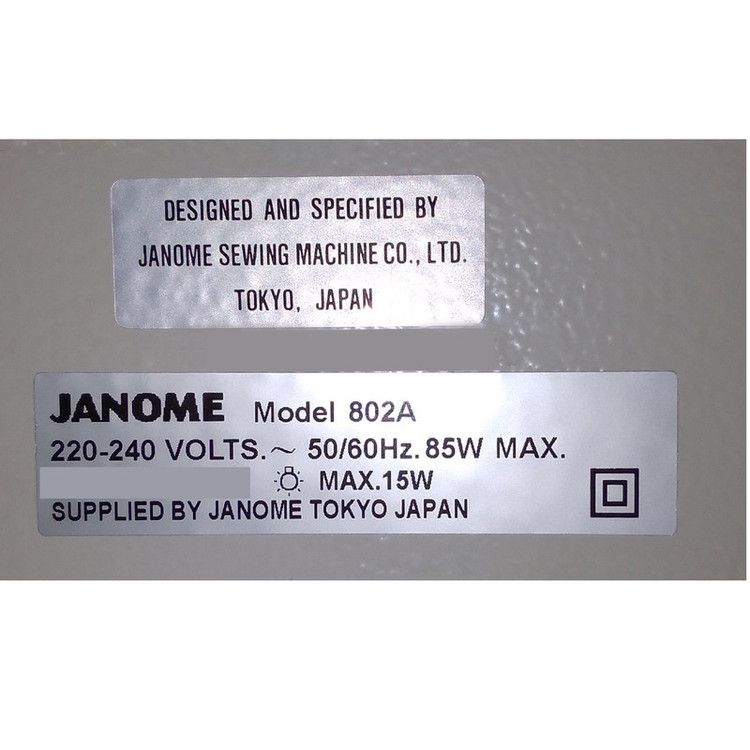 DESIGNED AND SPECIFIED BY
JANOME SEWING MACHINE CO., LTD.
TOKYO, JAPAN
JANOME Model 802A
220-240 VOLTS.~ 50/60Hz. 85W MAX.
MAX.15W
SUPPLIED BY JANOME TOKYO JAPAN